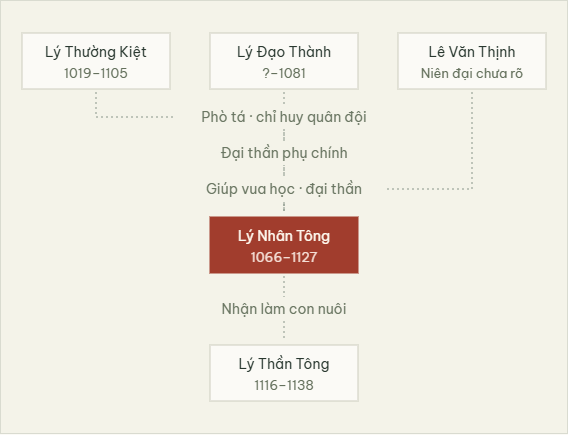 Lý Thường Kiệt
1019–1105
Lý Đạo Thành
?–1081
Lê Văn Thịnh
Niên đại chưa rõ
Phò tá · chỉ huy quân đội
Đại thần phụ chính
Giúp vua học · đại thần
Lý Nhân Tông
1066–1127
Nhận làm con nuôi
Lý Thần Tông
1116–1138